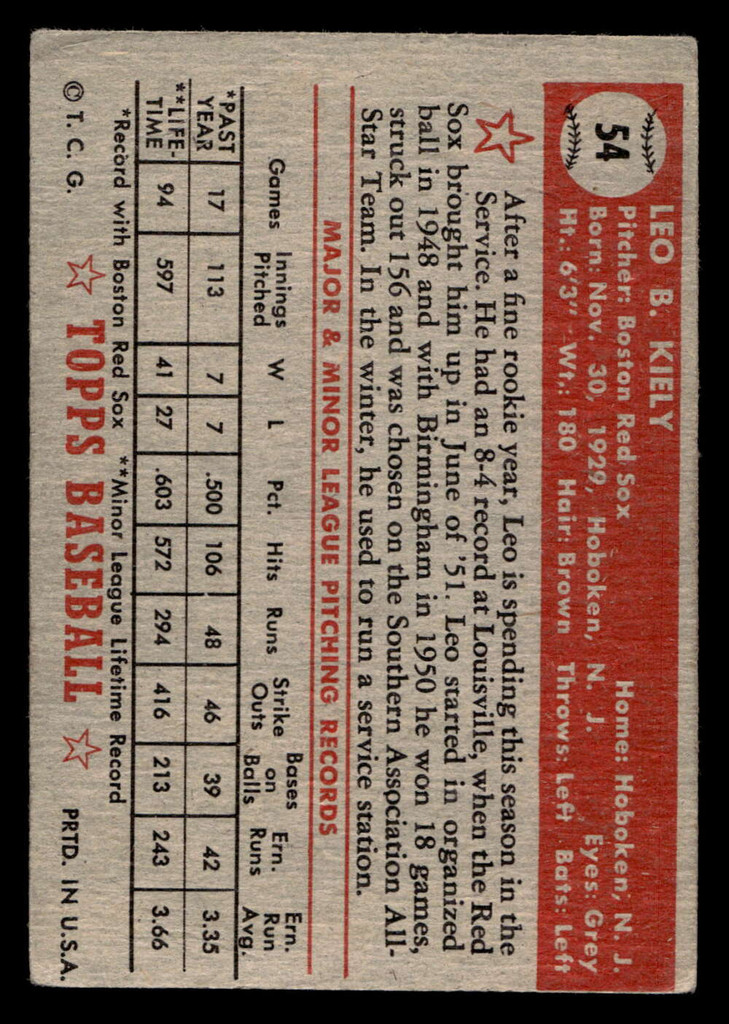 54
LEO B. KIELY
Pitcher: Boston Red Sox Home: Hoboken, N. J.
Born: Nov. 30, 1929, Hoboken, N. J. Eyes: Grey
Ht.: 6'3" Wt.: 180 Hair: Brown Throws: Left Bats: Left
After a fine rookie year, Leo is spending this season in the
Service. He had an 8-4 record at Louisville, when the Red
Sox brought him up in June of '51. Leo started in organized
ball in 1948 and with Birmingham in 1950 he won 18 games,
struck out 156 and was chosen on the Southern Association All-
Star Team. In the winter, he used to run a service station.
MAJOR & MINOR LEAGUE PITCHING RECORDS
Games Innings Pitched W L Pct. Hits Runs Strike Outs Bases on Balls Ern. Runs Ern. Run Avg.
*PAST YEAR 17 113 7 7 .500 106 48 46 39 42 3.35
**LIFE-TIME 94 597 41 27 .603 572 294 416 213 243 3.66
*Record with Boston Red Sox **Minor League Lifetime Record
© T. C. G. TOPPS BASEBALL PRTD. IN U.S.A.